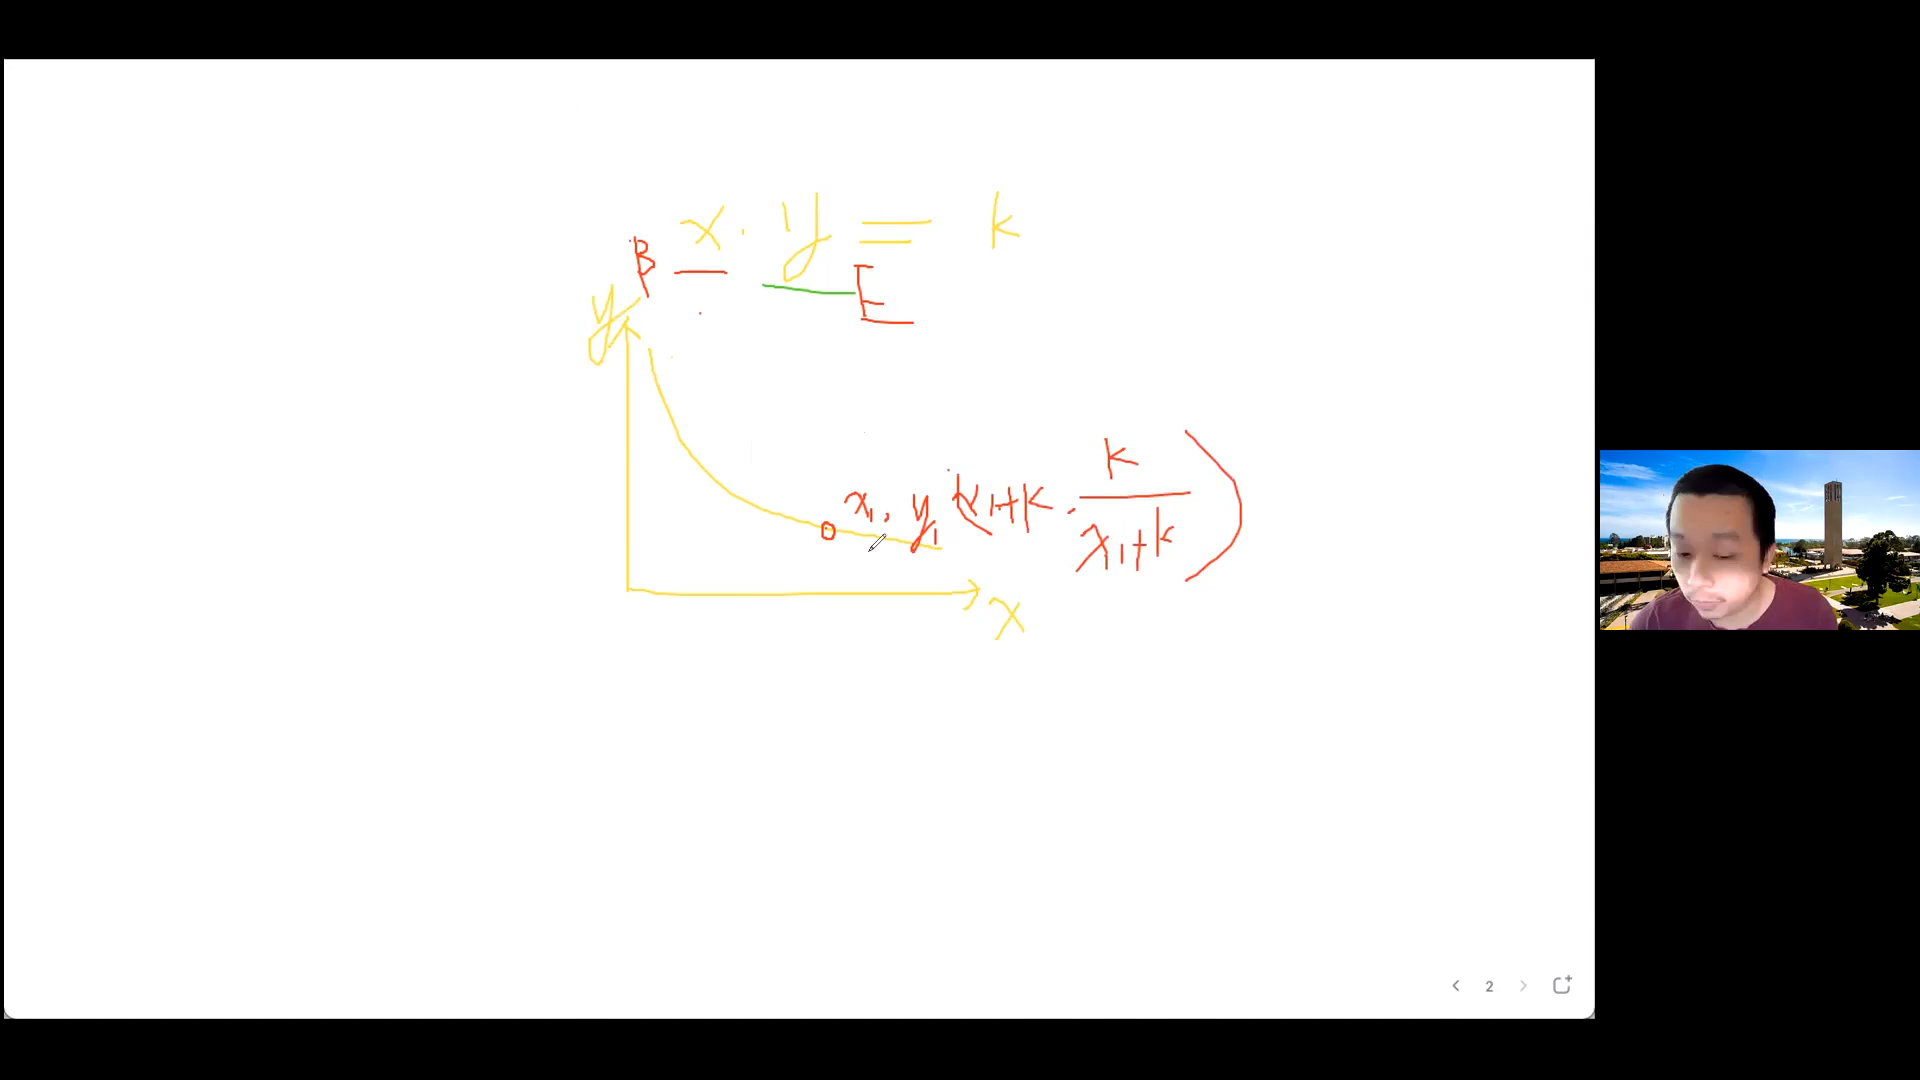 x · y = k
B E
y
x₁, y₁ (x₁+k · k/(x₁+k))
x
2